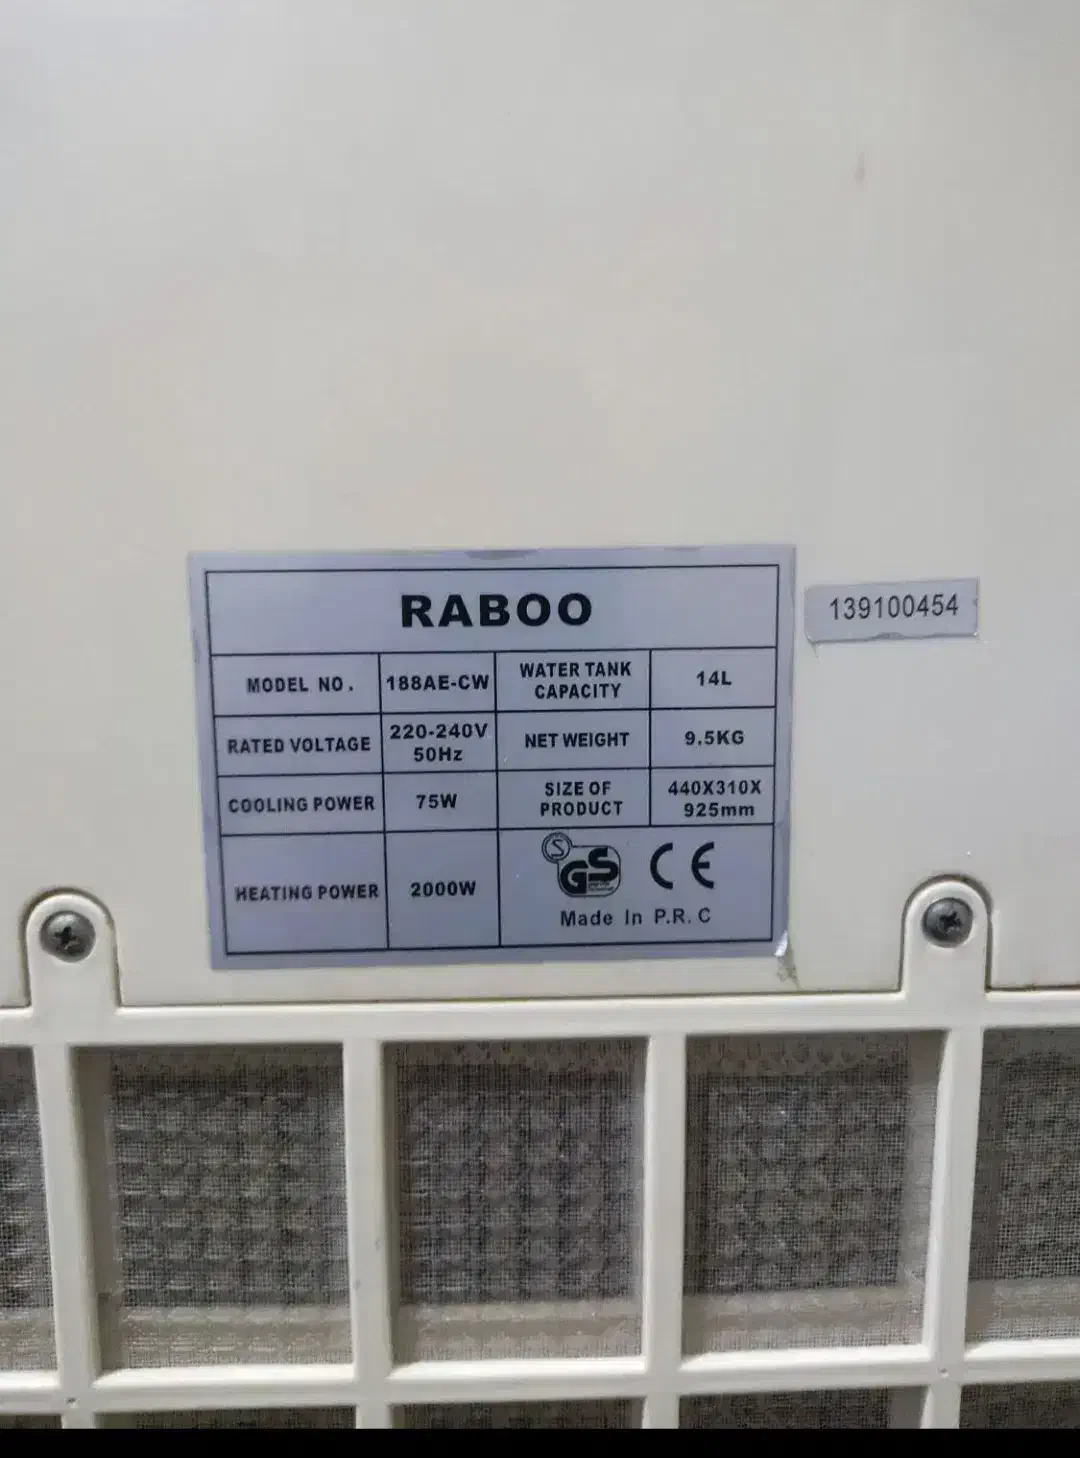 RABOO
139100454
MODEL NO.
188AE-CW
WATER TANK
CAPACITY
14L
RATED VOLTAGE
220-240V
50Hz
NET WEIGHT
9.5KG
COOLING POWER
75W
SIZE OF
PRODUCT
440X310X
925mm
HEATING POWER
2000W
S
GS
CE
Made In P.R.C